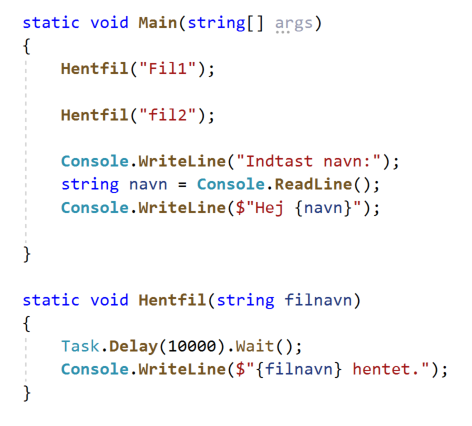 static void Main(string[] args)
{
    Hentfil("Fil1");
    Hentfil("fil2");
    Console.WriteLine("Indtast navn:");
    string navn = Console.ReadLine();
    Console.WriteLine($"Hej {navn}");
}
static void Hentfil(string filnavn)
{
    Task.Delay(10000).Wait();
    Console.WriteLine($"{filnavn} hentet.");
}